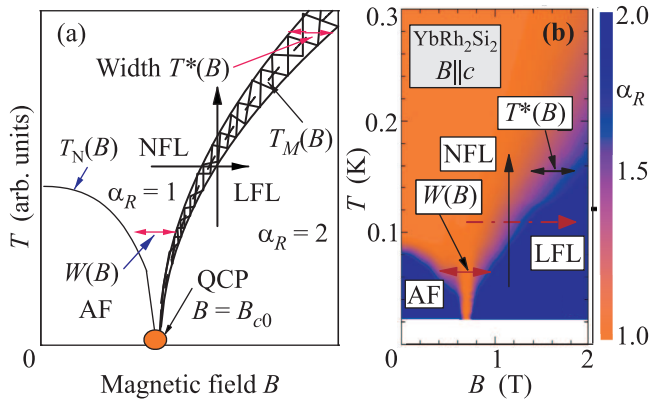 (a)
Width T*(B)
T_M(B)
T_N(B)
NFL
α_R = 1
LFL
α_R = 2
W(B)
AF
QCP
B = B_c0
0
T (arb. units)
Magnetic field B
(b)
YbRh₂Si₂
B∥c
T*(B)
NFL
W(B)
LFL
AF
0.3
0.2
0.1
0
T (K)
0
1
2
B (T)
2.0
α_R
1.5
1.0